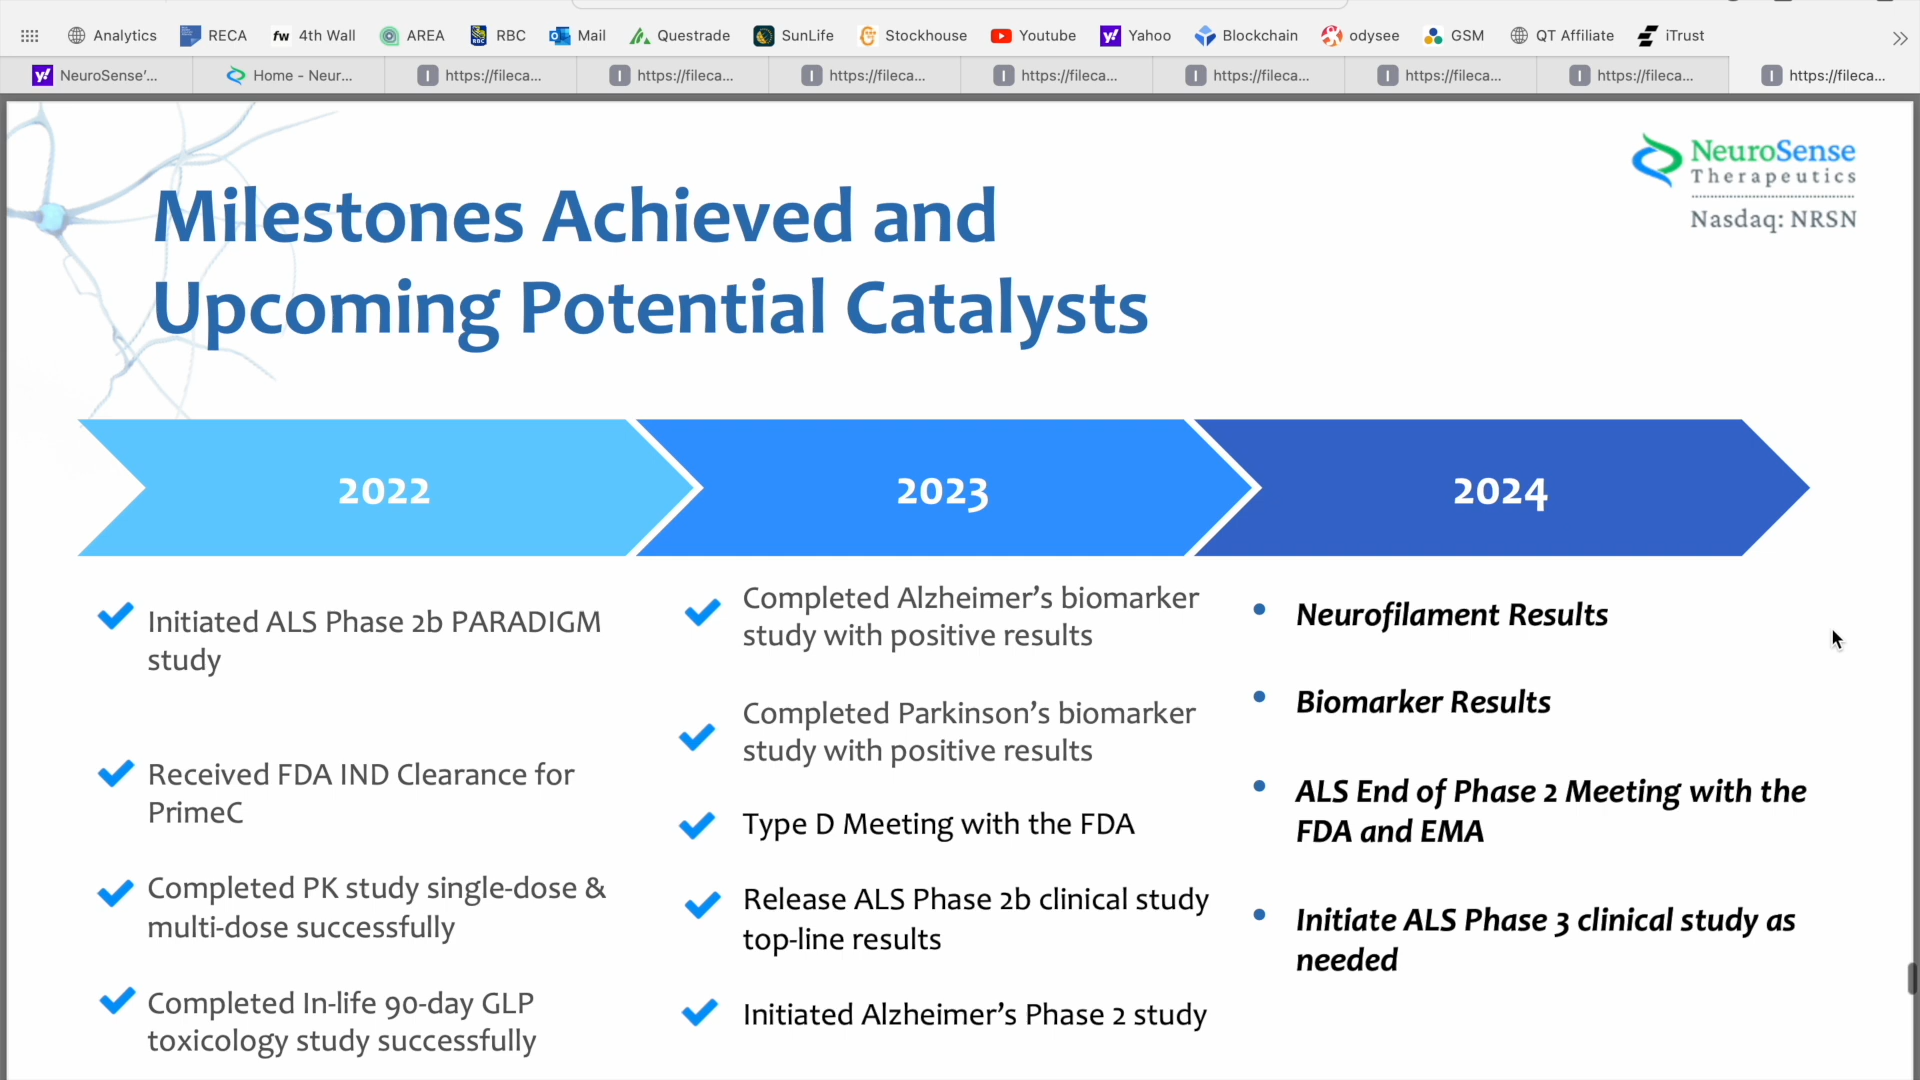 Analytics RECA fw 4th Wall AREA RBC RBC Mail Questrade SunLife Stockhouse Youtube y! Yahoo Blockchain odysee GSM QT Affiliate iTrust
y! NeuroSense'... Home - Neur... I https://fileca... I https://fileca... I https://fileca... I https://fileca... I https://fileca... I https://fileca... I https://fileca... I https://fileca...
NeuroSense
Therapeutics
Nasdaq: NRSN
Milestones Achieved and
Upcoming Potential Catalysts
2022
2023
2024
Initiated ALS Phase 2b PARADIGM
study
Received FDA IND Clearance for
PrimeC
Completed PK study single-dose &
multi-dose successfully
Completed In-life 90-day GLP
toxicology study successfully
Completed Alzheimer’s biomarker
study with positive results
Completed Parkinson’s biomarker
study with positive results
Type D Meeting with the FDA
Release ALS Phase 2b clinical study
top-line results
Initiated Alzheimer’s Phase 2 study
• Neurofilament Results
• Biomarker Results
• ALS End of Phase 2 Meeting with the
FDA and EMA
• Initiate ALS Phase 3 clinical study as
needed